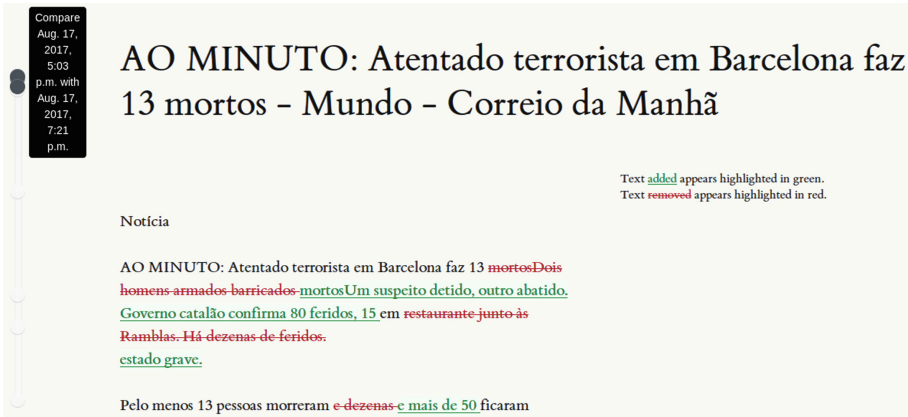 Compare
Aug. 17,
2017,
5:03
p.m. with
Aug. 17,
2017,
7:21
p.m.
AO MINUTO: Atentado terrorista em Barcelona faz
13 mortos - Mundo - Correio da Manhã
Text added appears highlighted in green.
Text removed appears highlighted in red.
Notícia
AO MINUTO: Atentado terrorista em Barcelona faz 13 mortosDois
homens armados barricados mortosUm suspeito detido, outro abatido.
Governo catalão confirma 80 feridos, 15 em restaurante junto às
Ramblas. Há dezenas de feridos.
estado grave.
Pelo menos 13 pessoas morreram e dezenas e mais de 50 ficaram